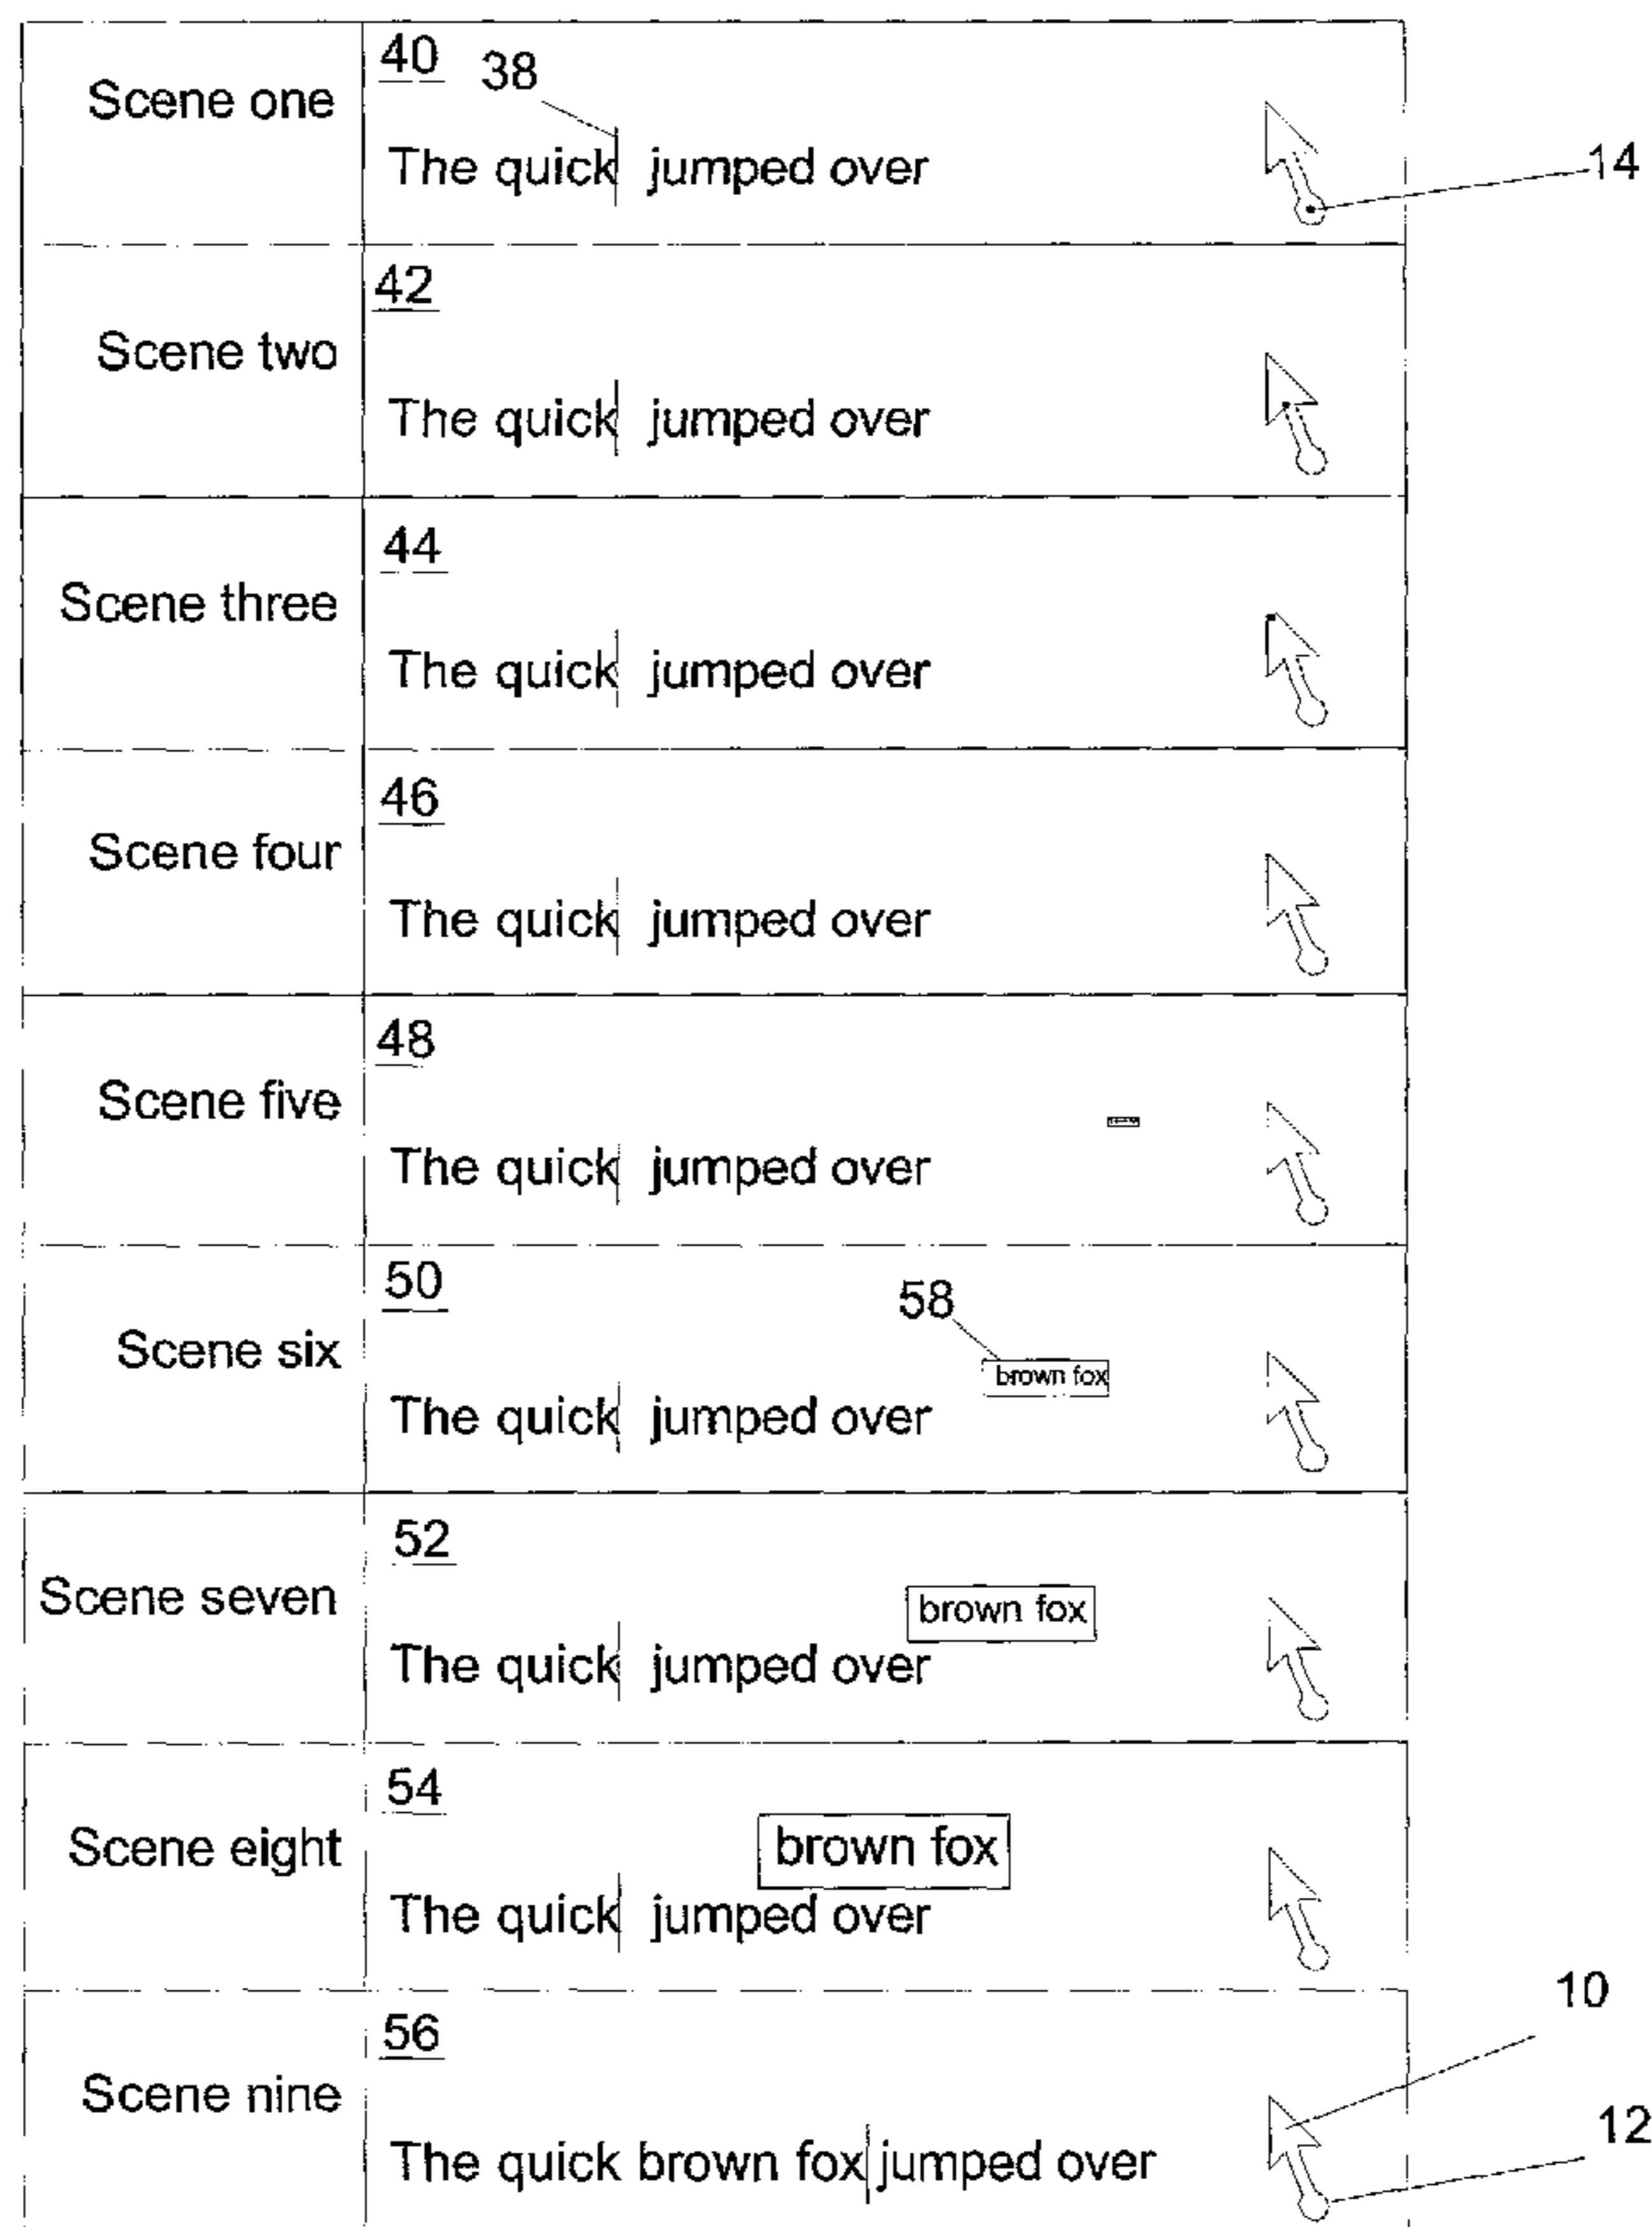 40
38
Scene one
The quick jumped over
14
42
Scene two
The quick jumped over
44
Scene three
The quick jumped over
46
Scene four
The quick jumped over
48
Scene five
The quick jumped over
50
58
Scene six
brown fox
The quick jumped over
52
Scene seven
brown fox
The quick jumped over
54
Scene eight
brown fox
The quick jumped over
10
56
Scene nine
12
The quick brown fox jumped over